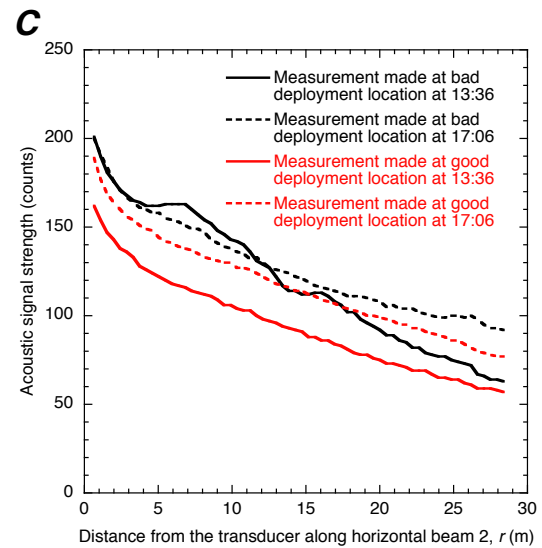 C
250
200
150
100
50
0
Acoustic signal strength (counts)
Measurement made at bad
deployment location at 13:36
Measurement made at bad
deployment location at 17:06
Measurement made at good
deployment location at 13:36
Measurement made at good
deployment location at 17:06
0 5 10 15 20 25 30
Distance from the transducer along horizontal beam 2, r (m)